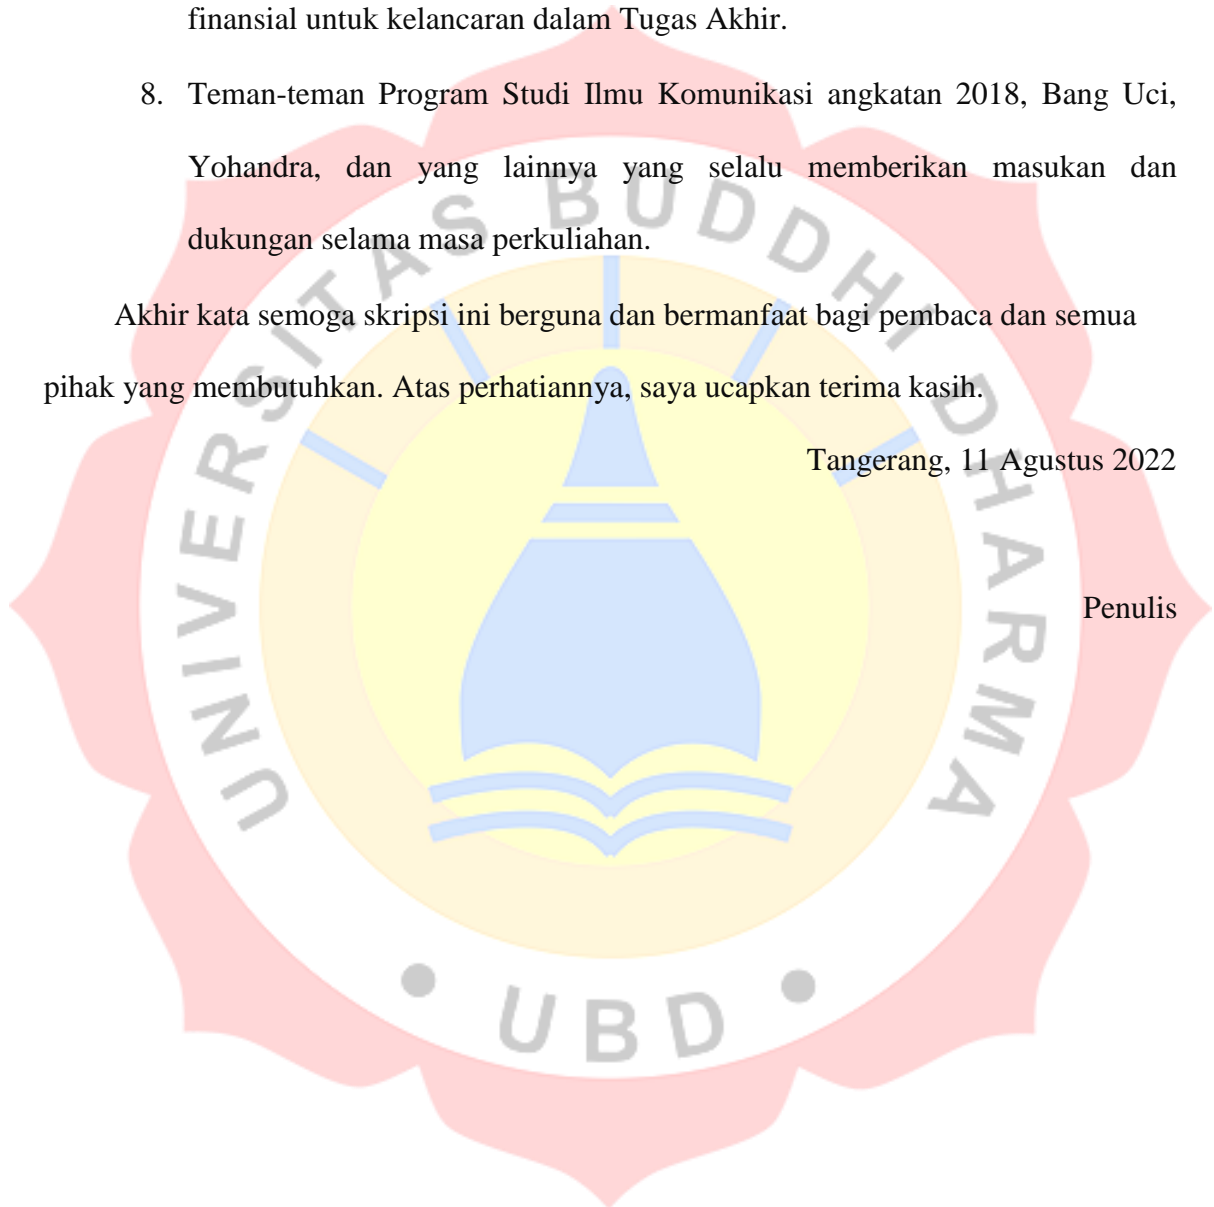 finansial untuk kelancaran dalam Tugas Akhir.
8. Teman-teman Program Studi Ilmu Komunikasi angkatan 2018, Bang Uci,
Yohandra, dan yang lainnya yang selalu memberikan masukan dan
dukungan selama masa perkuliahan.
Akhir kata semoga skripsi ini berguna dan bermanfaat bagi pembaca dan semua
pihak yang membutuhkan. Atas perhatiannya, saya ucapkan terima kasih.
Tangerang, 11 Agustus 2022
Penulis
UNIVERSITAS BUDDHI DHARMA
• UBD •